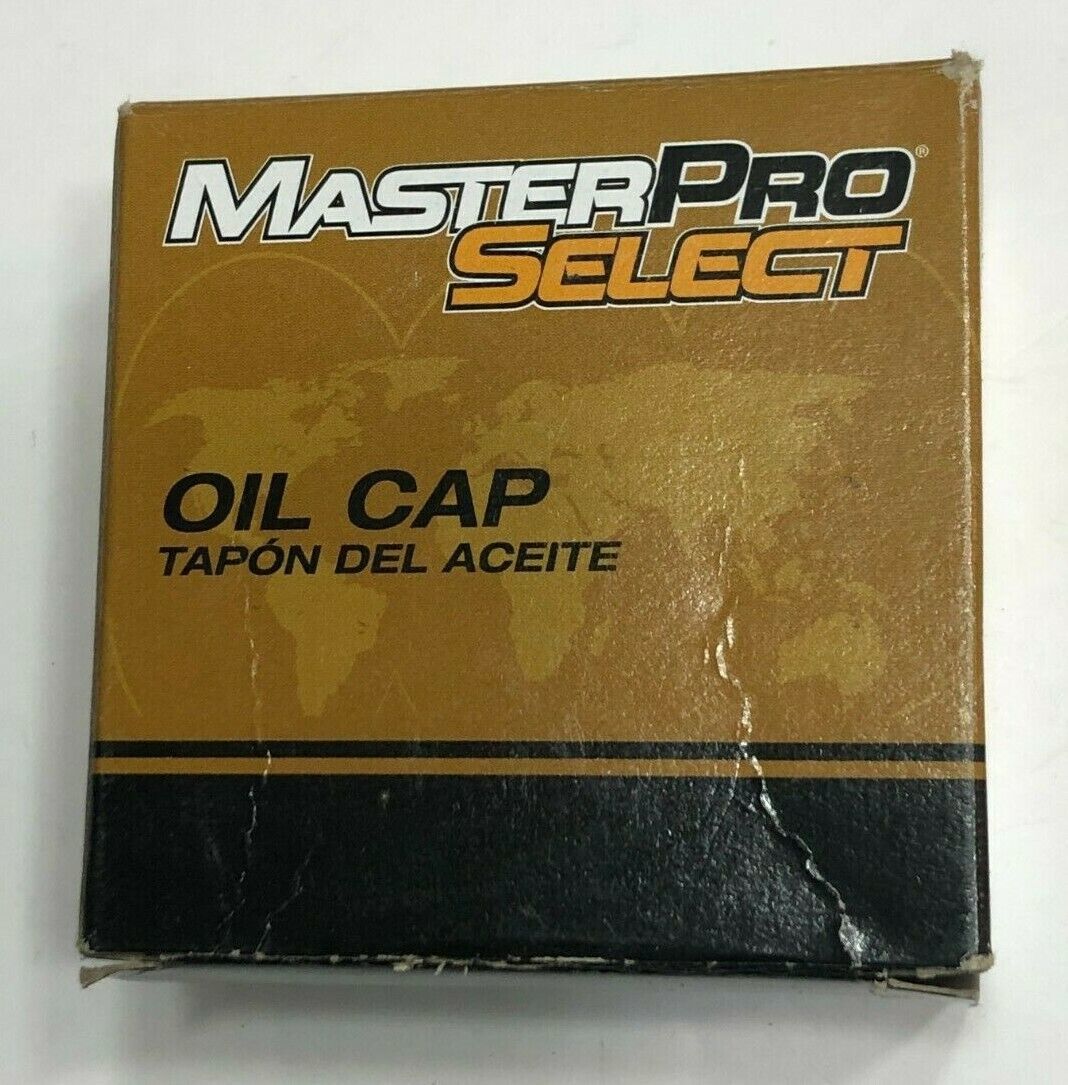 MASTERPRO®
SELECT
OIL CAP
TAPÓN DEL ACEITE